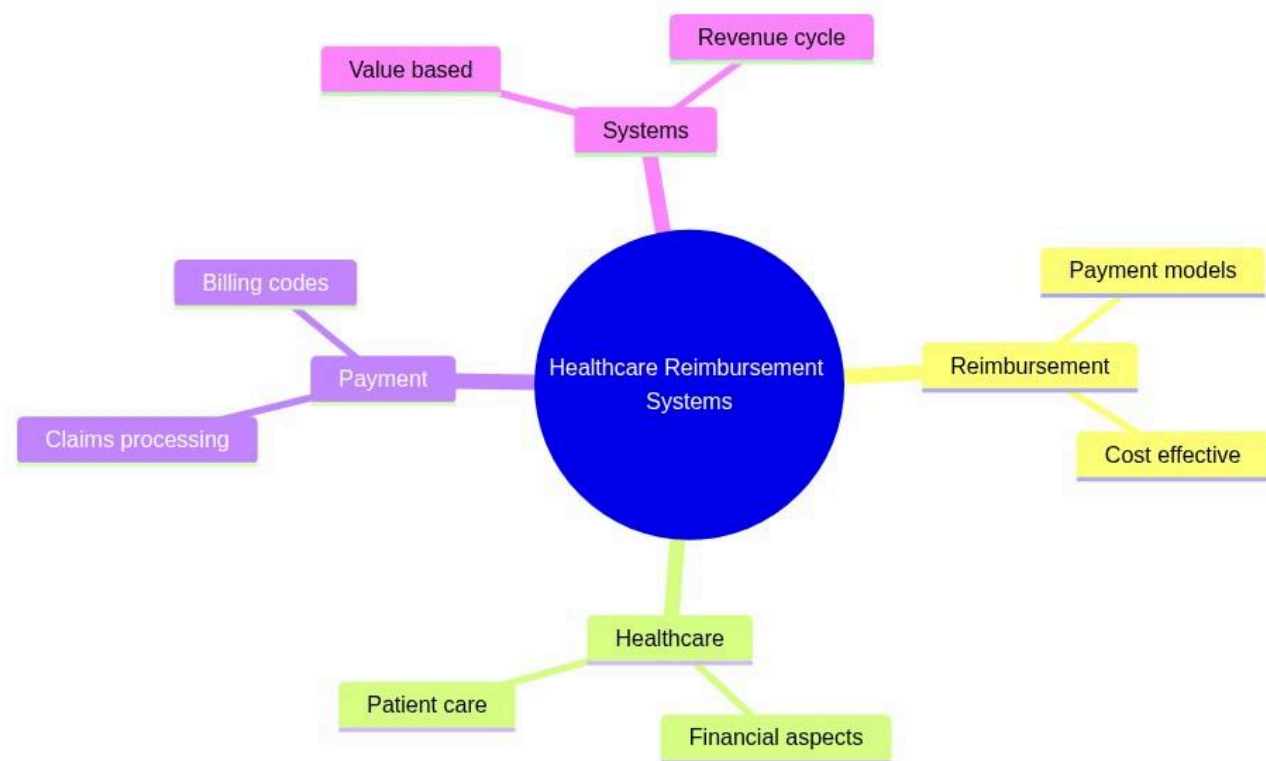 Revenue cycle
Value based
Systems
Billing codes
Payment models
Healthcare Reimbursement
Systems
Reimbursement
Payment
Claims processing
Cost effective
Healthcare
Patient care
Financial aspects